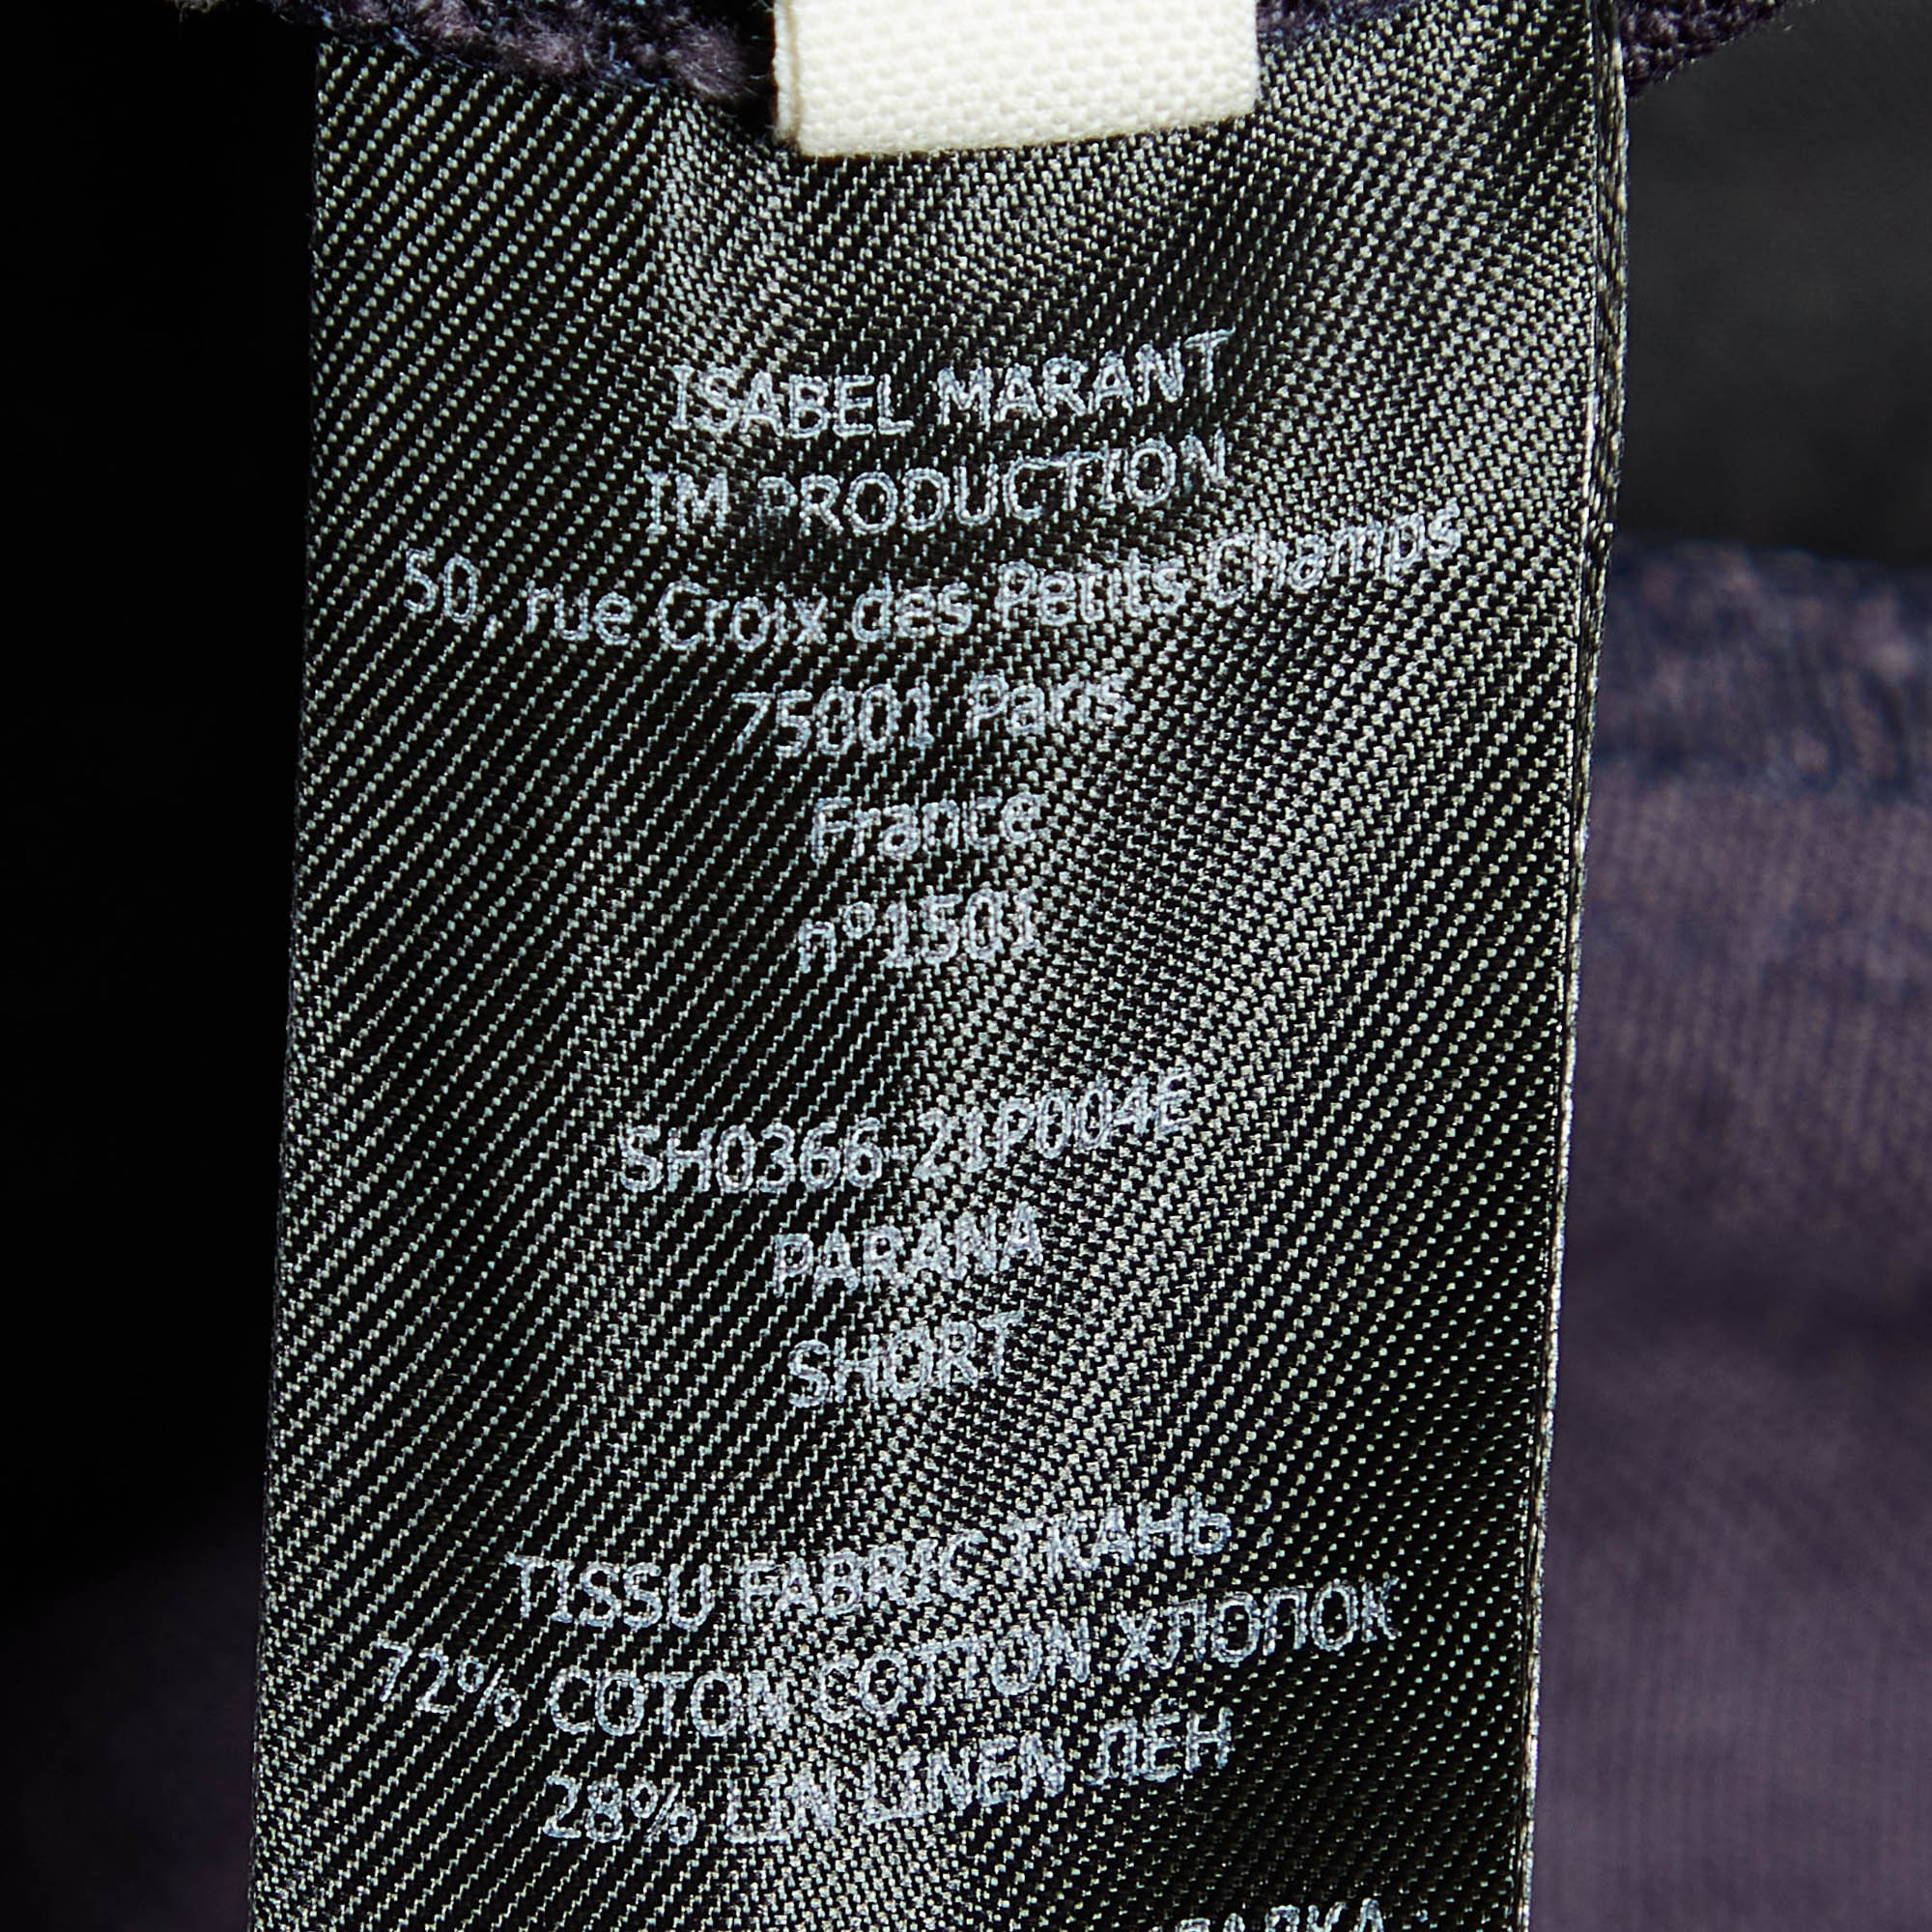 ISABEL MARANT
IM PRODUCTION
50, rue Croix des Petits Champs
75001 Paris
France
n°1501
SH0366-21P004E
PARANA
SHORT
TISSU FABRIC ТКАНЬ
72% COTON COTTON ХЛОПОК
28% LIN LINEN ЛЕН